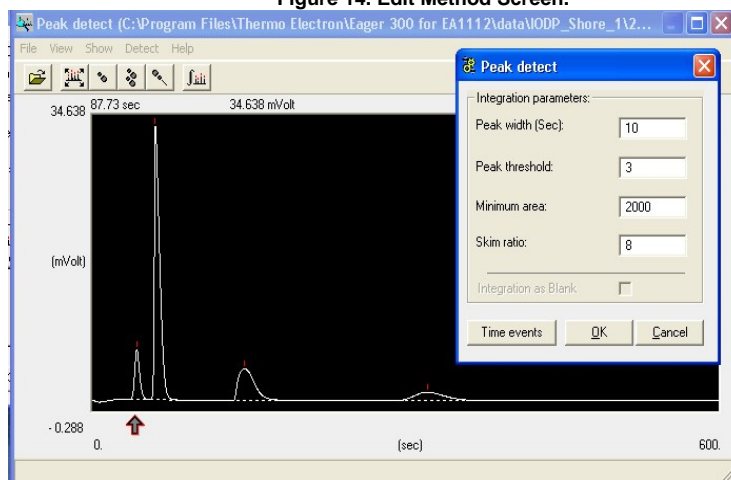 Figure 14. Edit Method Screen.
Peak detect (C:\Program Files\Thermo Electron\Eager 300 for EA1112\data\IODP_Shore_1\2...
File View Show Detect Help
34.638 87.73 sec 34.638 mVolt
(mVolt)
- 0.288
0. (sec) 600.
Peak detect
Integration parameters:
Peak width (Sec): 10
Peak threshold: 3
Minimum area: 2000
Skim ratio: 8
Integration as Blank
Time events OK Cancel